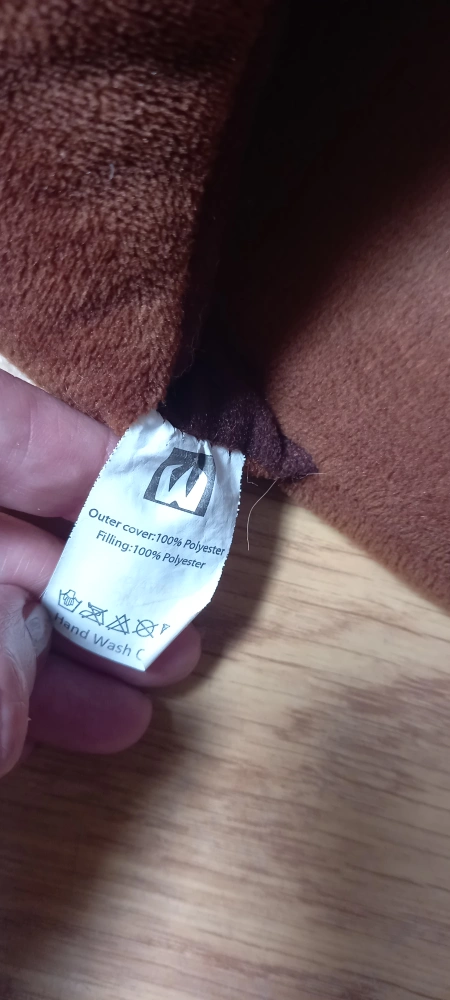 Outer cover:100% Polyester
Filling:100% Polyester
Hand Wash